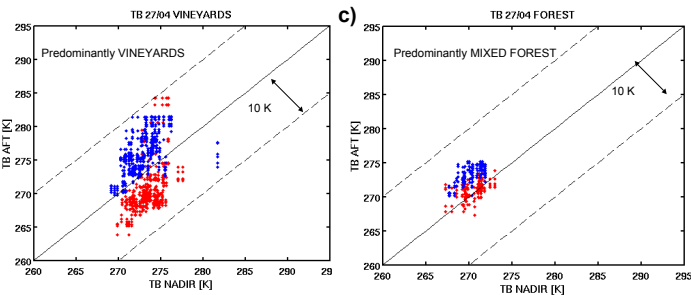 TB 27/04 VINEYARDS
295
290
285
280
275
270
265
260
TB AFT [K]
Predominantly VINEYARDS
10 K
260 265 270 275 280 285 290 29
TB NADIR [K]
c)
TB 27/04 FOREST
295
290
285
280
275
270
265
260
TB AFT [K]
Predominantly MIXED FOREST
10 K
260 265 270 275 280 285 290 295
TB NADIR [K]